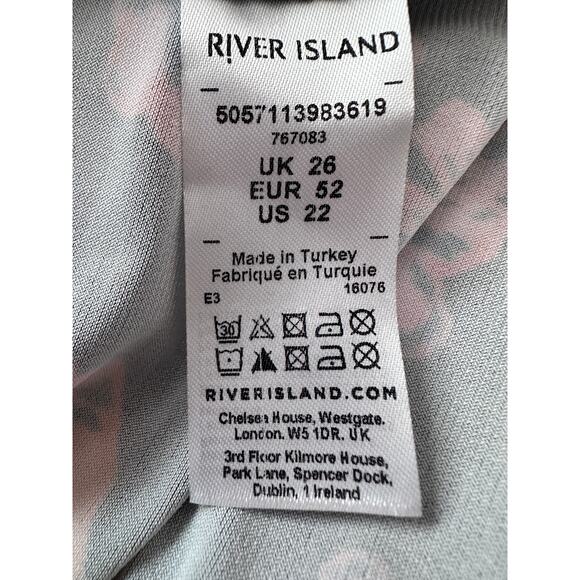 RIVER ISLAND
5057113983619
767083
UK 26
EUR 52
US 22
Made in Turkey
Fabriqué en Turquie
E3 16076
30
RIVERISLAND.COM
Chelsea House, Westgate.
London. W5 1DR. UK
3rd Floor Kilmore House,
Park Lane, Spencer Dock,
Dublin, 1 Ireland